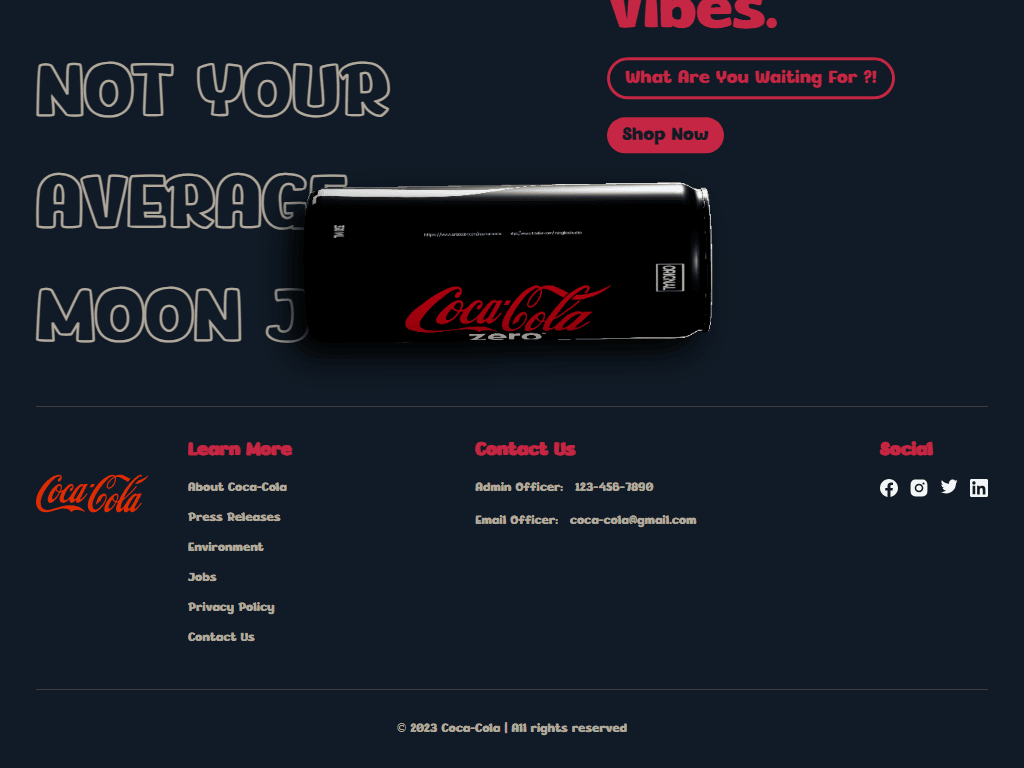 Vibes.
NOT YOUR
What Are You Waiting For ?!
Shop Now
AVERAGE
ORIGINAL
Coca-Cola
zero
MOON J
Coca-Cola
Learn More
About Coca-Cola
Press Releases
Environment
Jobs
Privacy Policy
Contact Us
Contact Us
Admin Officer: 123-456-7890
Email Officer: coca-cola@gmail.com
Social
© 2023 Coca-Cola | All rights reserved